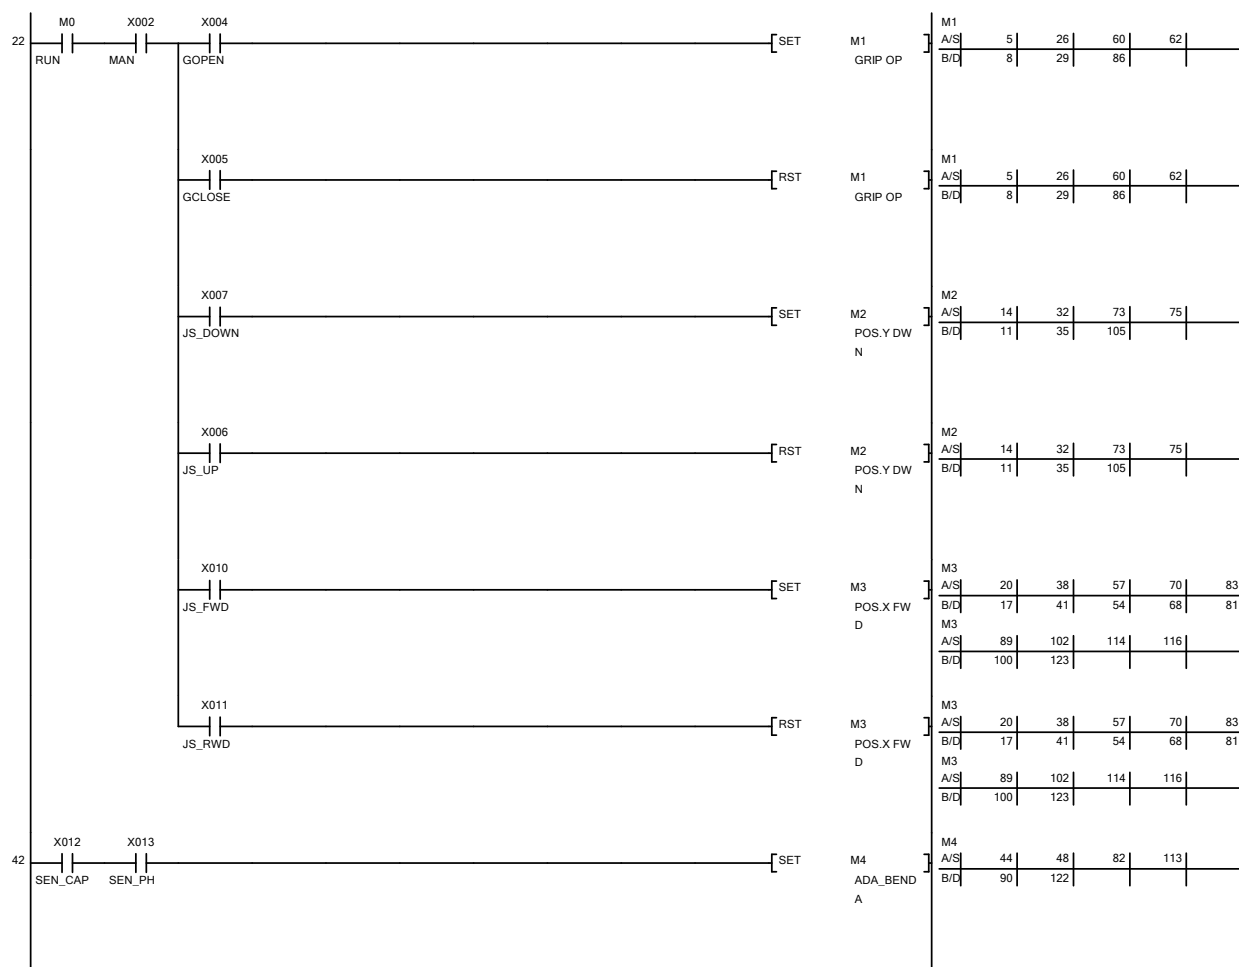 M0 X002 X004 M1
22 SET M1 A/S 5 26 60 62
RUN MAN GOPEN GRIP OP B/D 8 29 86
X005 M1
RST M1 A/S 5 26 60 62
GCLOSE GRIP OP B/D 8 29 86
X007 M2
SET M2 A/S 14 32 73 75
JS_DOWN POS.Y DW B/D 11 35 105
N
X006 M2
RST M2 A/S 14 32 73 75
JS_UP POS.Y DW B/D 11 35 105
N
X010 M3
SET M3 A/S 20 38 57 70 83
JS_FWD POS.X FW B/D 17 41 54 68 81
D M3
A/S 89 102 114 116
B/D 100 123
X011 M3
RST M3 A/S 20 38 57 70 83
JS_RWD POS.X FW B/D 17 41 54 68 81
D M3
A/S 89 102 114 116
B/D 100 123
X012 X013 M4
42 SET M4 A/S 44 48 82 113
SEN_CAP SEN_PH ADA_BEND B/D 90 122
A